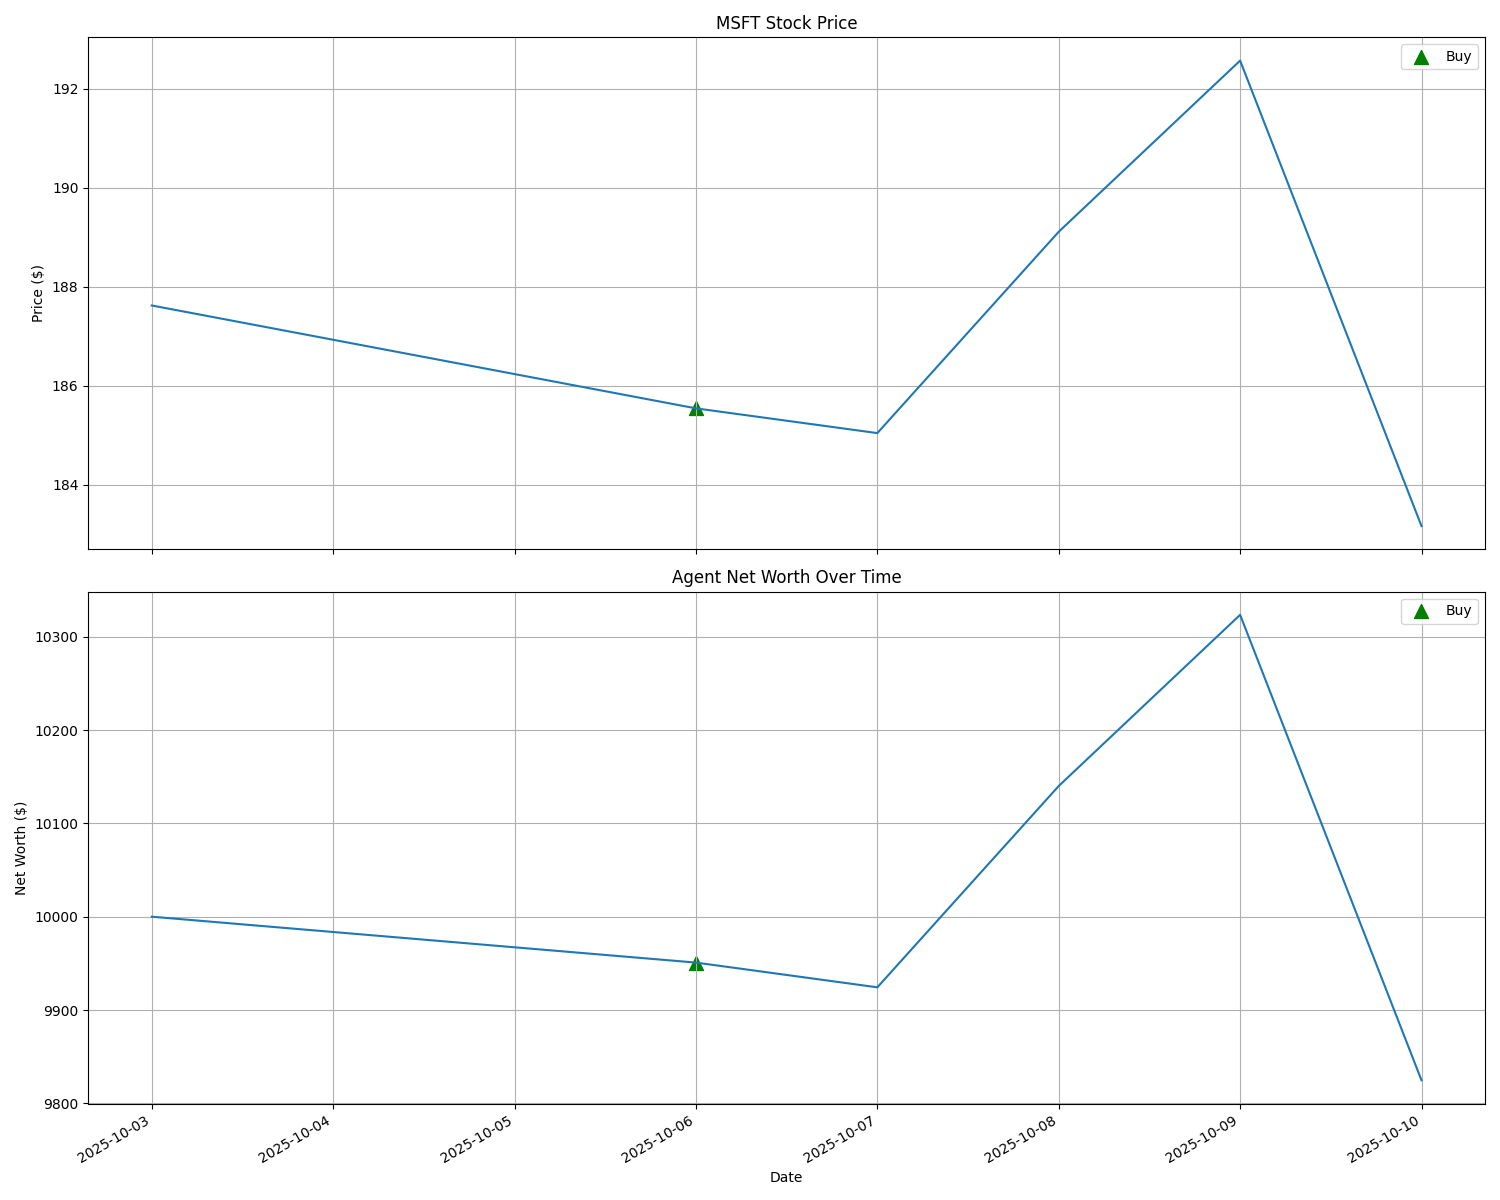 MSFT Stock Price
Buy
Price ($)
192
190
188
186
184
Agent Net Worth Over Time
Buy
Net Worth ($)
10300
10200
10100
10000
9900
9800
2025-10-03
2025-10-04
2025-10-05
2025-10-06
2025-10-07
2025-10-08
2025-10-09
2025-10-10
Date